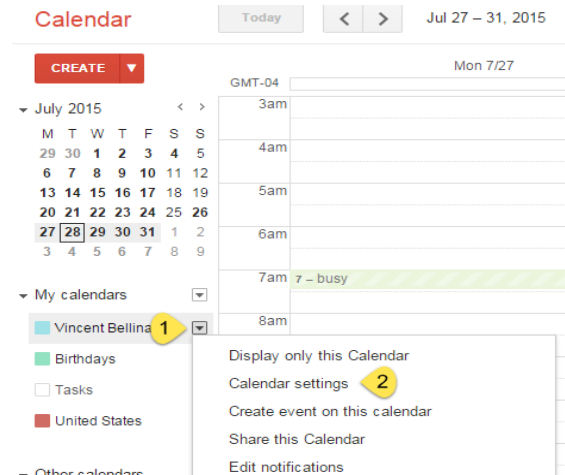 Calendar
Today < > Jul 27 – 31, 2015
CREATE
Mon 7/27
GMT-04
July 2015 < >
M T W T F S S
29 30 1 2 3 4 5
6 7 8 9 10 11 12
13 14 15 16 17 18 19
20 21 22 23 24 25 26
27 28 29 30 31 1 2
3 4 5 6 7 8 9
3am
4am
5am
6am
7am 7 – busy
8am
My calendars
Vincent Bellina 1
Birthdays
Tasks
United States
Other calendars
Display only this Calendar
Calendar settings 2
Create event on this calendar
Share this Calendar
Edit notifications